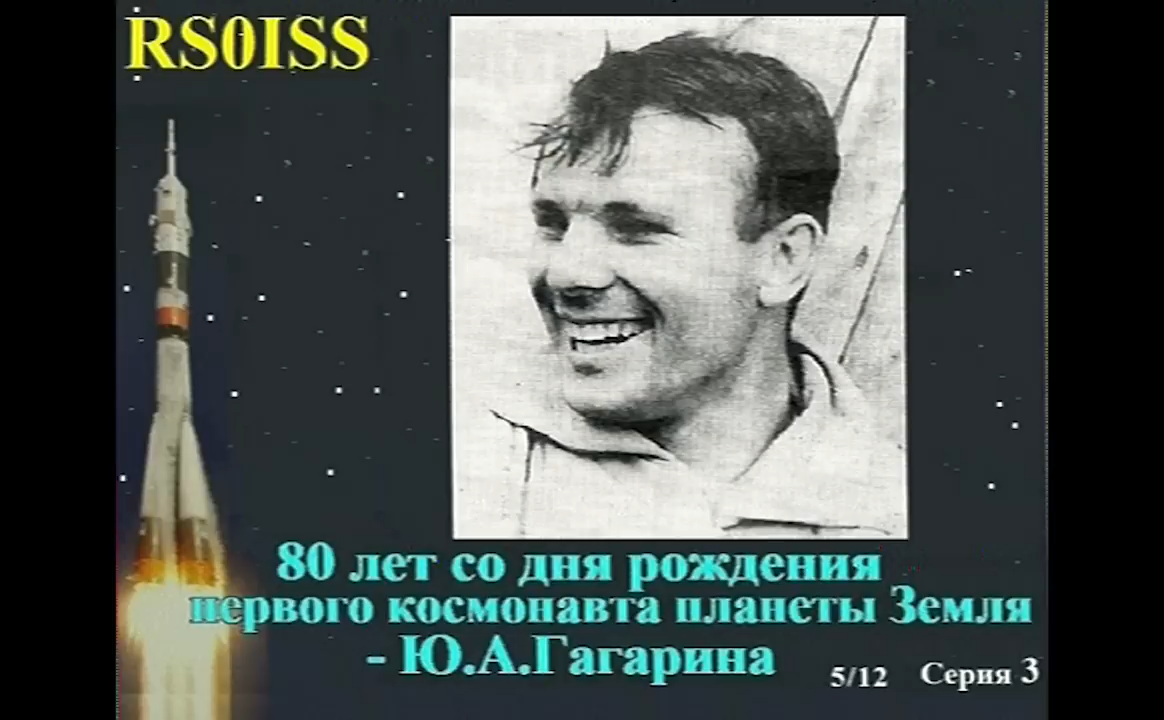 RS0ISS
80 лет со дня рождения
первого космонавта планеты Земля
- Ю.А.Гагарина
5/12 Серия 3